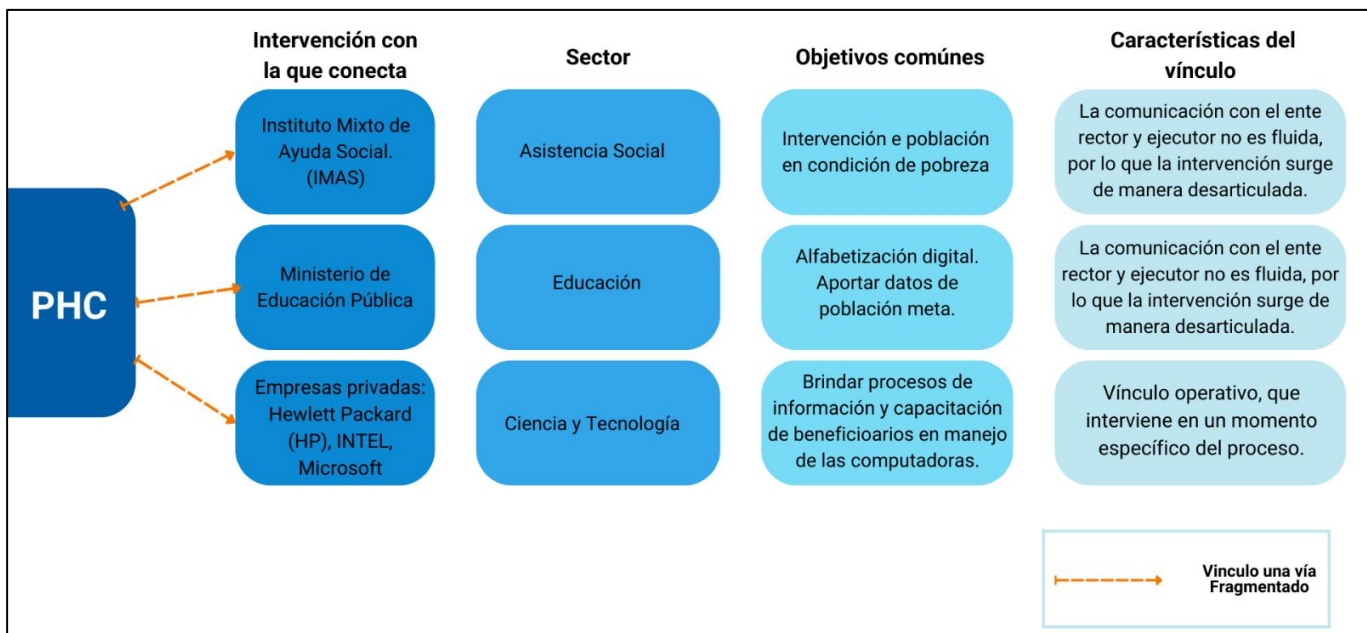 Intervención con
la que conecta
Sector
Objetivos comúnes
Características del
vínculo
PHC
Instituto Mixto de
Ayuda Social.
(IMAS)
Asistencia Social
Intervención e población
en condición de pobreza
La comunicación con el ente
rector y ejecutor no es fluida,
por lo que la intervención surge
de manera desarticulada.
Ministerio de
Educación Pública
Educación
Alfabetización digital.
Aportar datos de
población meta.
La comunicación con el ente
rector y ejecutor no es fluida, por
lo que la intervención surge de
manera desarticulada.
Empresas privadas:
Hewlett Packard
(HP), INTEL,
Microsoft
Ciencia y Tecnología
Brindar procesos de
información y capacitación
de beneficioarios en manejo
de las computadoras.
Vínculo operativo, que
interviene en un momento
específico del proceso.
Vinculo una vía
Fragmentado